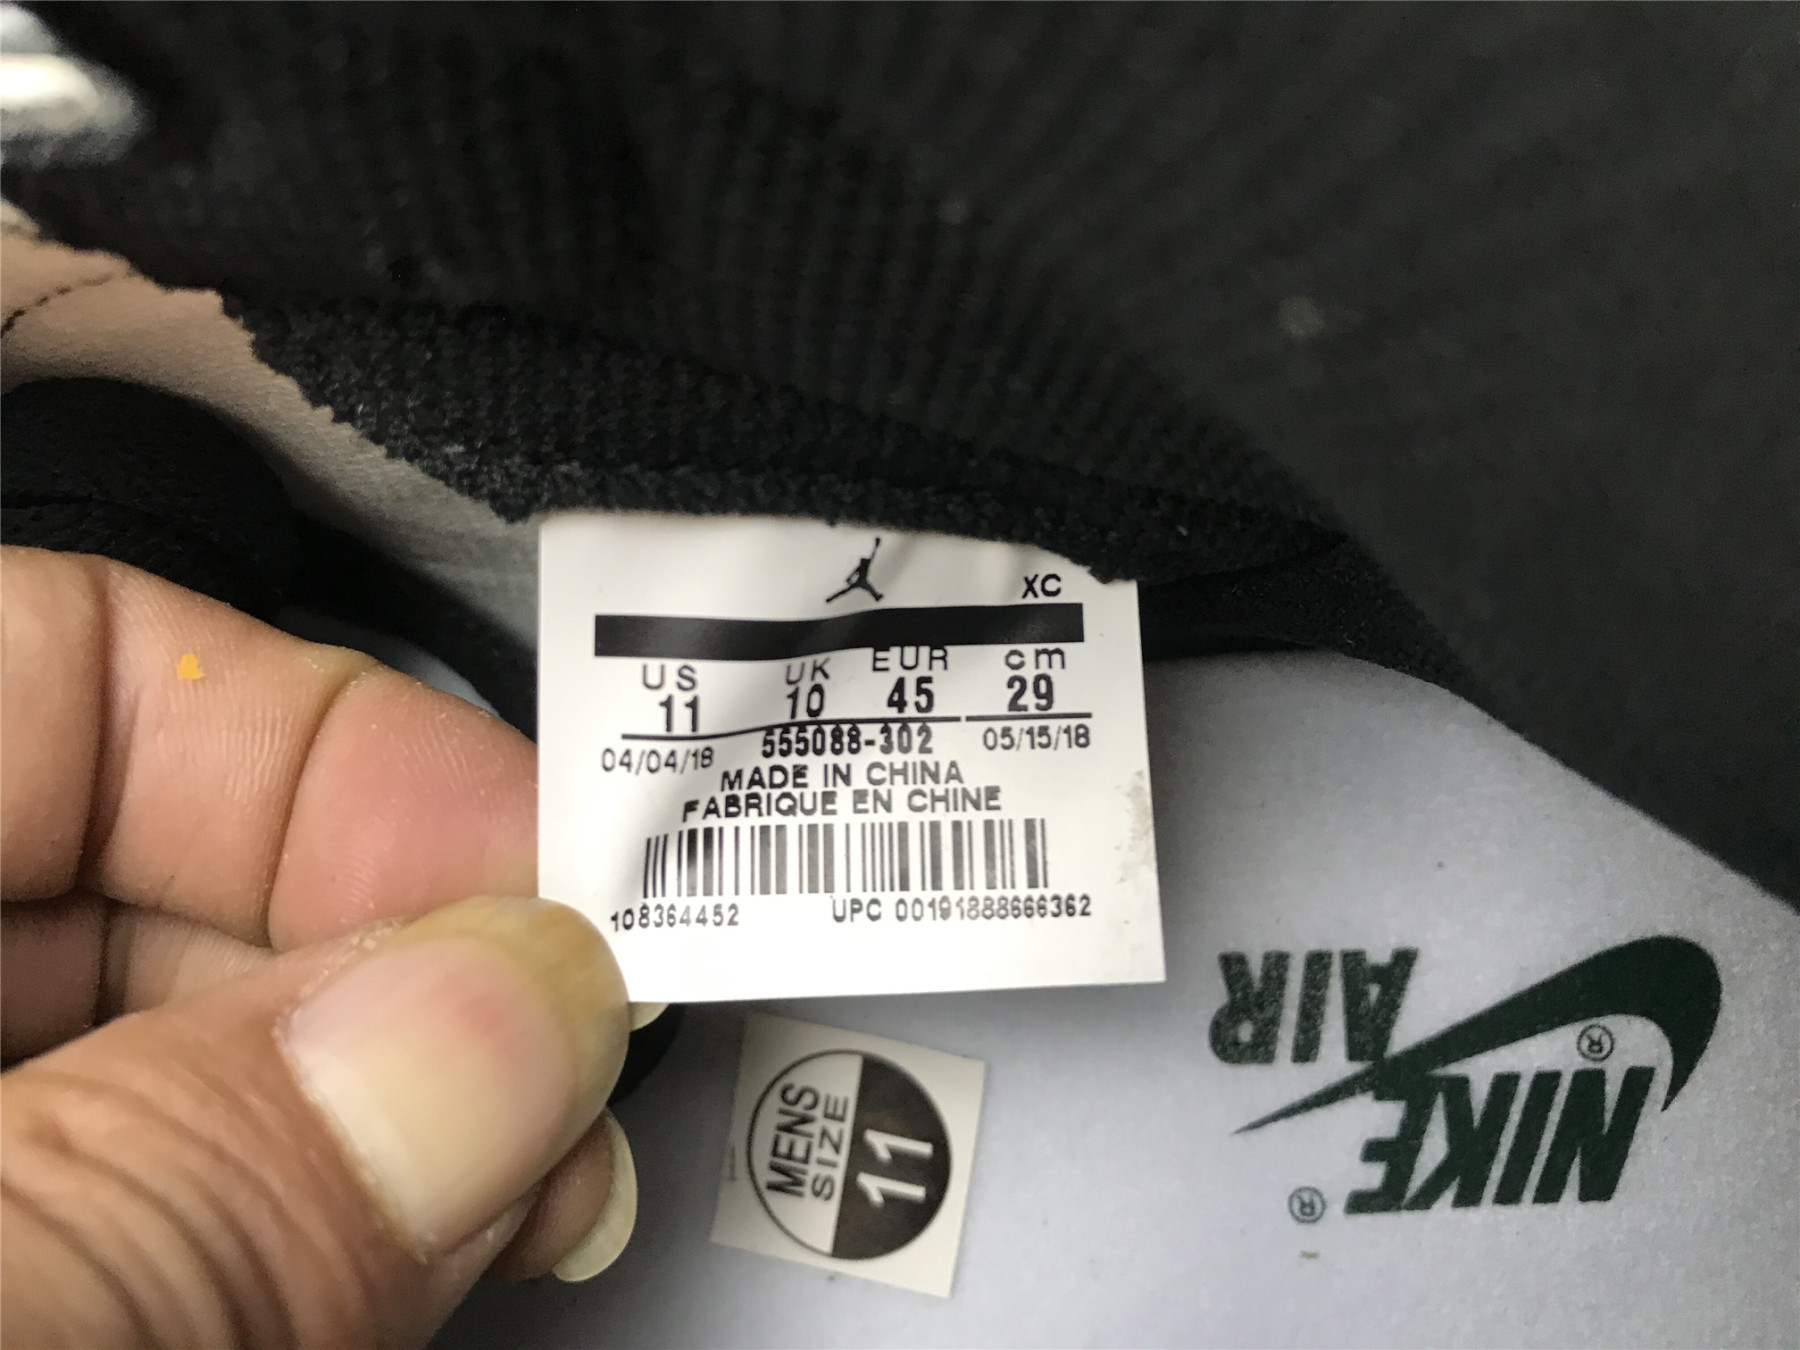 XC
US UK EUR cm
11 10 45 29
04/04/18 555088-302 05/15/18
MADE IN CHINA
FABRIQUE EN CHINE
108364452 UPC 00191888666362
MENS
SIZE
11
NIKE ®
AIR ®